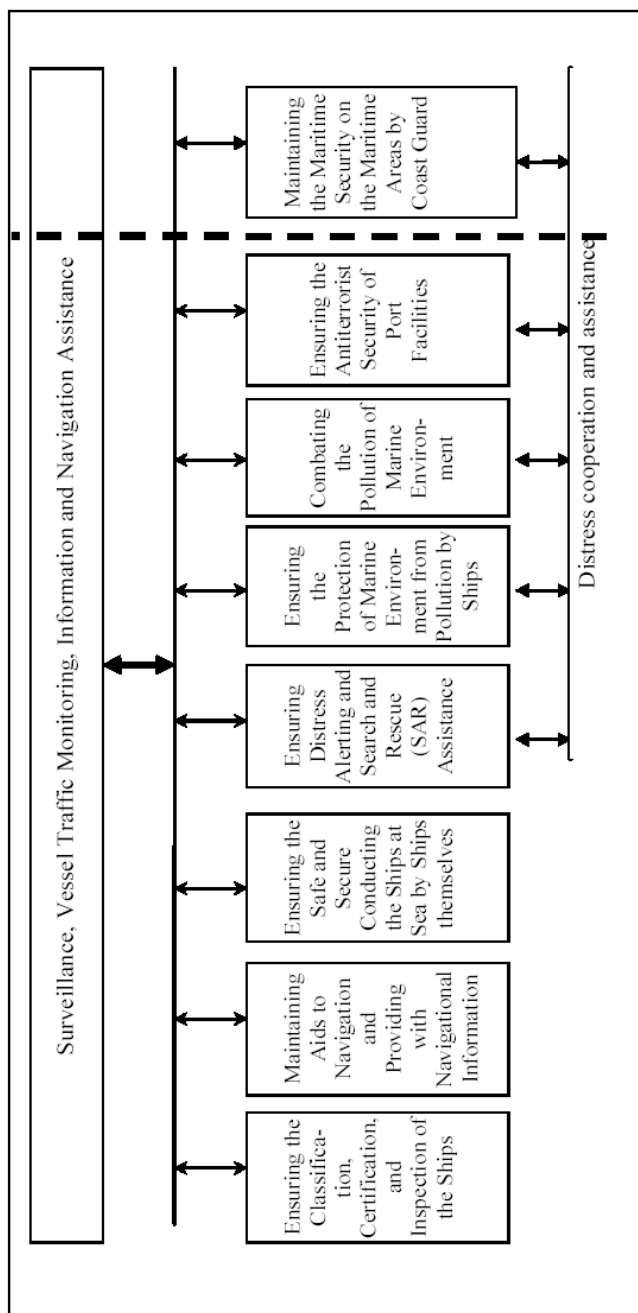 Surveillance, Vessel Traffic Monitoring, Information and Navigation Assistance
Ensuring the
Classifica-
tion,
Certification,
and
Inspection of
the Ships
Maintaining
Aids to
Navigation
and
Providing
with
Navigational
Information
Ensuring the
Safe and
Secure
Conducting
the Ships at
Sea by Ships
themselves
Ensuring
Distress
Alerting and
Search and
Rescue
(SAR)
Assistance
Ensuring
the
Protection
of Marine
Environ-
ment from
Pollution by
Ships
Combating
the
Pollution of
Marine
Environ-
ment
Ensuring the
Antiterrorist
Security of
Port
Facilities
Maintaining
the Maritime
Security on
the Maritime
Areas by
Coast Guard
Distress cooperation and assistance